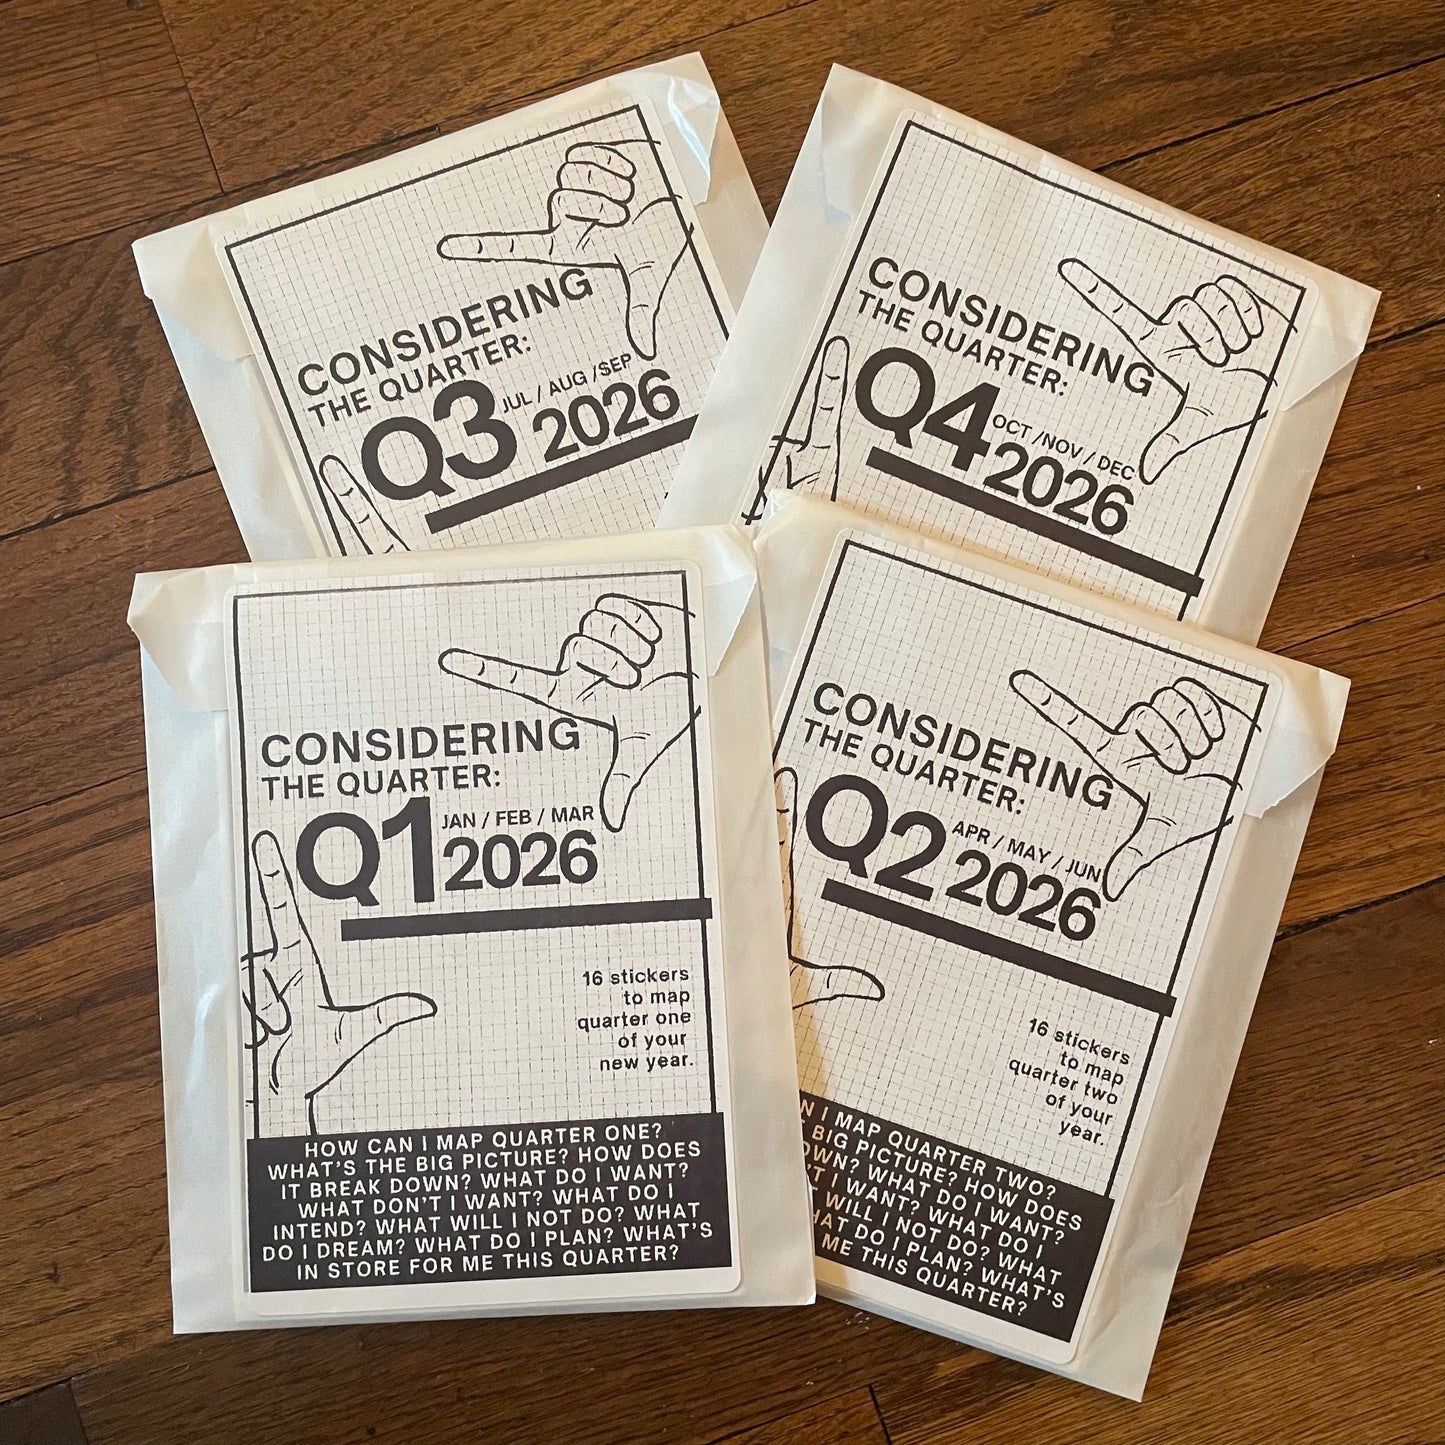 CONSIDERING
THE QUARTER:
Q3 JUL / AUG /SEP
2026
CONSIDERING
THE QUARTER:
Q4 OCT /NOV / DEC
2026
CONSIDERING
THE QUARTER:
Q1 JAN / FEB / MAR
2026
16 stickers
to map
quarter one
of your
new year.
HOW CAN I MAP QUARTER ONE?
WHAT'S THE BIG PICTURE? HOW DOES
IT BREAK DOWN? WHAT DO I WANT?
WHAT DON'T I WANT? WHAT DO I
INTEND? WHAT WILL I NOT DO? WHAT
DO I DREAM? WHAT DO I PLAN? WHAT'S
IN STORE FOR ME THIS QUARTER?
CONSIDERING
THE QUARTER:
Q2 APR / MAY / JUN
2026
16 stickers
to map
quarter two
of your
year.
I MAP QUARTER TWO?
BIG PICTURE? HOW DOES
WHAT DO I WANT?
I WANT? WHAT DO I
WILL I NOT DO? WHAT
DO I PLAN? WHAT'S
ME THIS QUARTER?